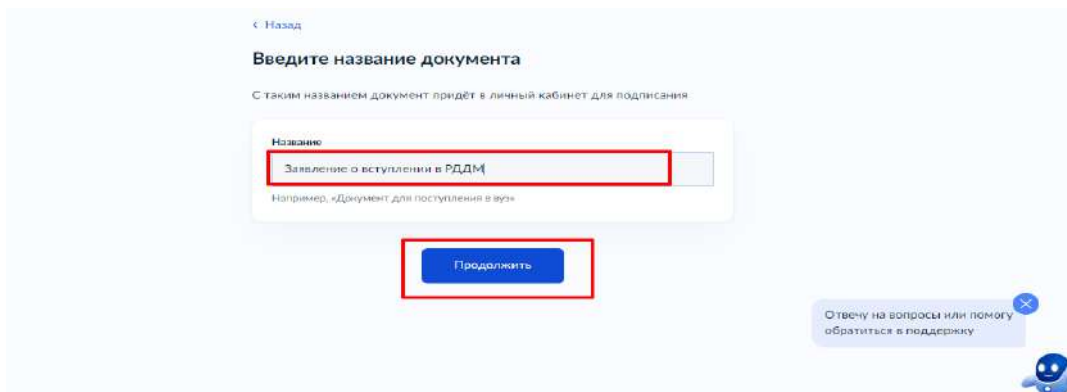 Назад
Введите название документа
С таким названием документ придёт в личный кабинет для подписания
Название
Заявление о вступлении в РДДМ
Например, «Документ для поступления в вуз»
Продолжить
Отвечу на вопросы или помогу
обратиться в поддержку